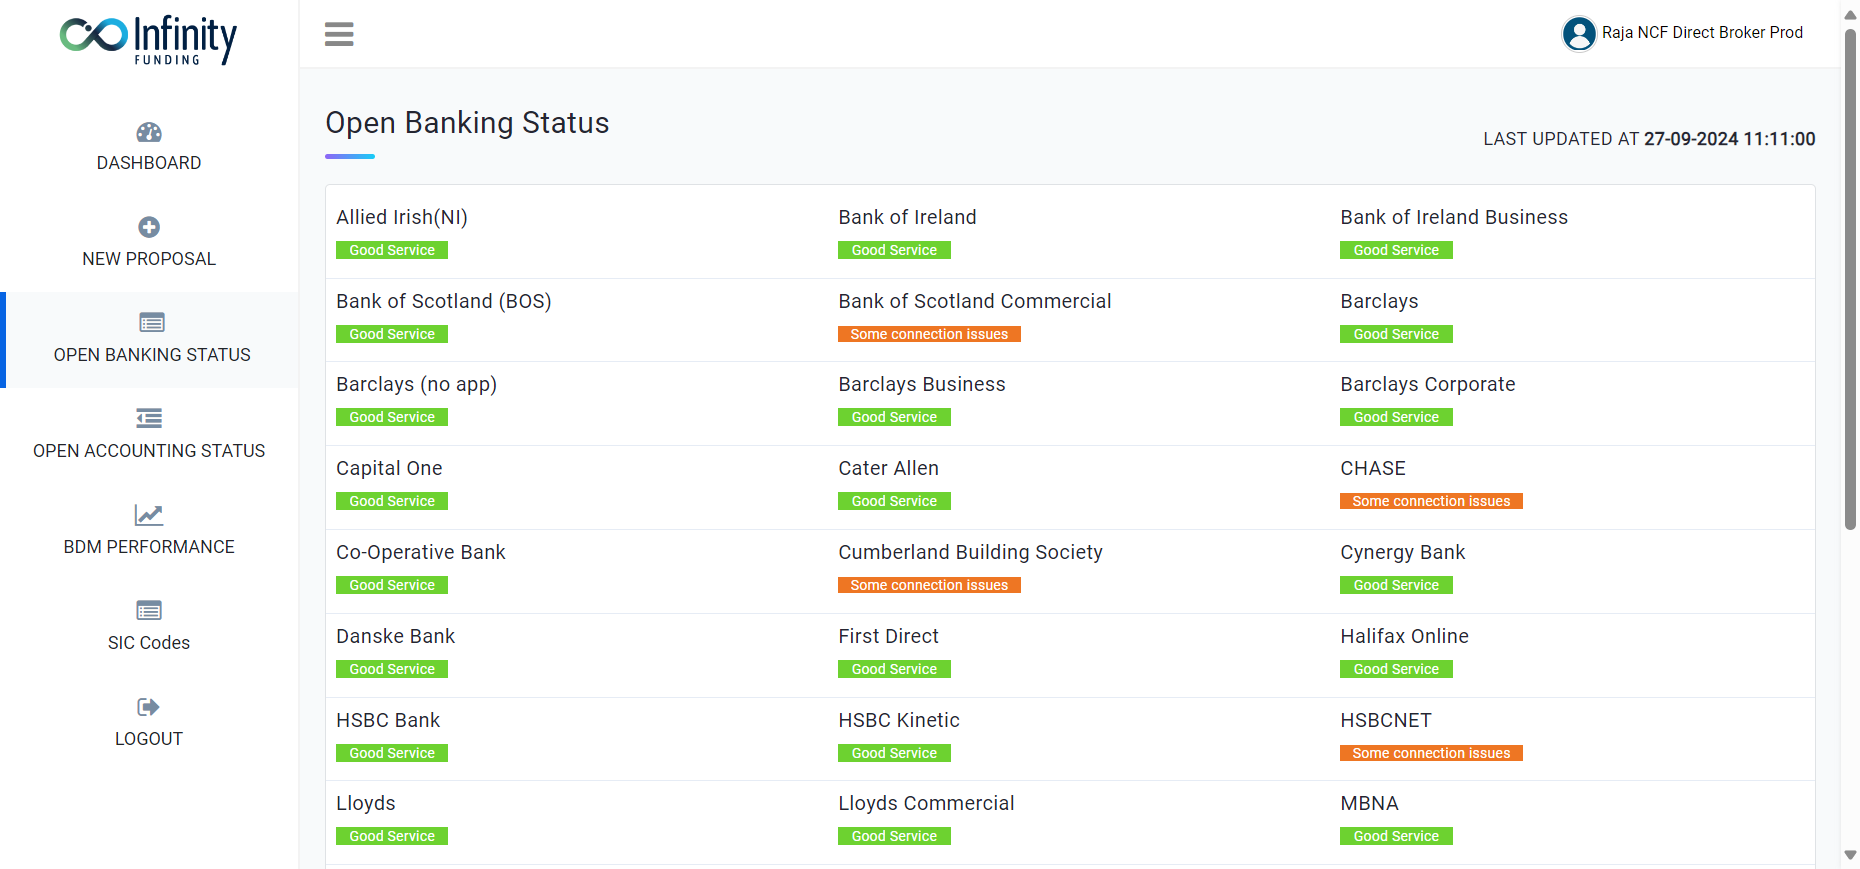 Infinity
FUNDING
Raja NCF Direct Broker Prod
DASHBOARD
NEW PROPOSAL
OPEN BANKING STATUS
OPEN ACCOUNTING STATUS
BDM PERFORMANCE
SIC Codes
LOGOUT
Open Banking Status
LAST UPDATED AT 27-09-2024 11:11:00
Allied Irish(NI) Bank of Ireland Bank of Ireland Business
Good Service Good Service Good Service
Bank of Scotland (BOS) Bank of Scotland Commercial Barclays
Good Service Some connection issues Good Service
Barclays (no app) Barclays Business Barclays Corporate
Good Service Good Service Good Service
Capital One Cater Allen CHASE
Good Service Good Service Some connection issues
Co-Operative Bank Cumberland Building Society Cynergy Bank
Good Service Some connection issues Good Service
Danske Bank First Direct Halifax Online
Good Service Good Service Good Service
HSBC Bank HSBC Kinetic HSBCNET
Good Service Good Service Some connection issues
Lloyds Lloyds Commercial MBNA
Good Service Good Service Good Service